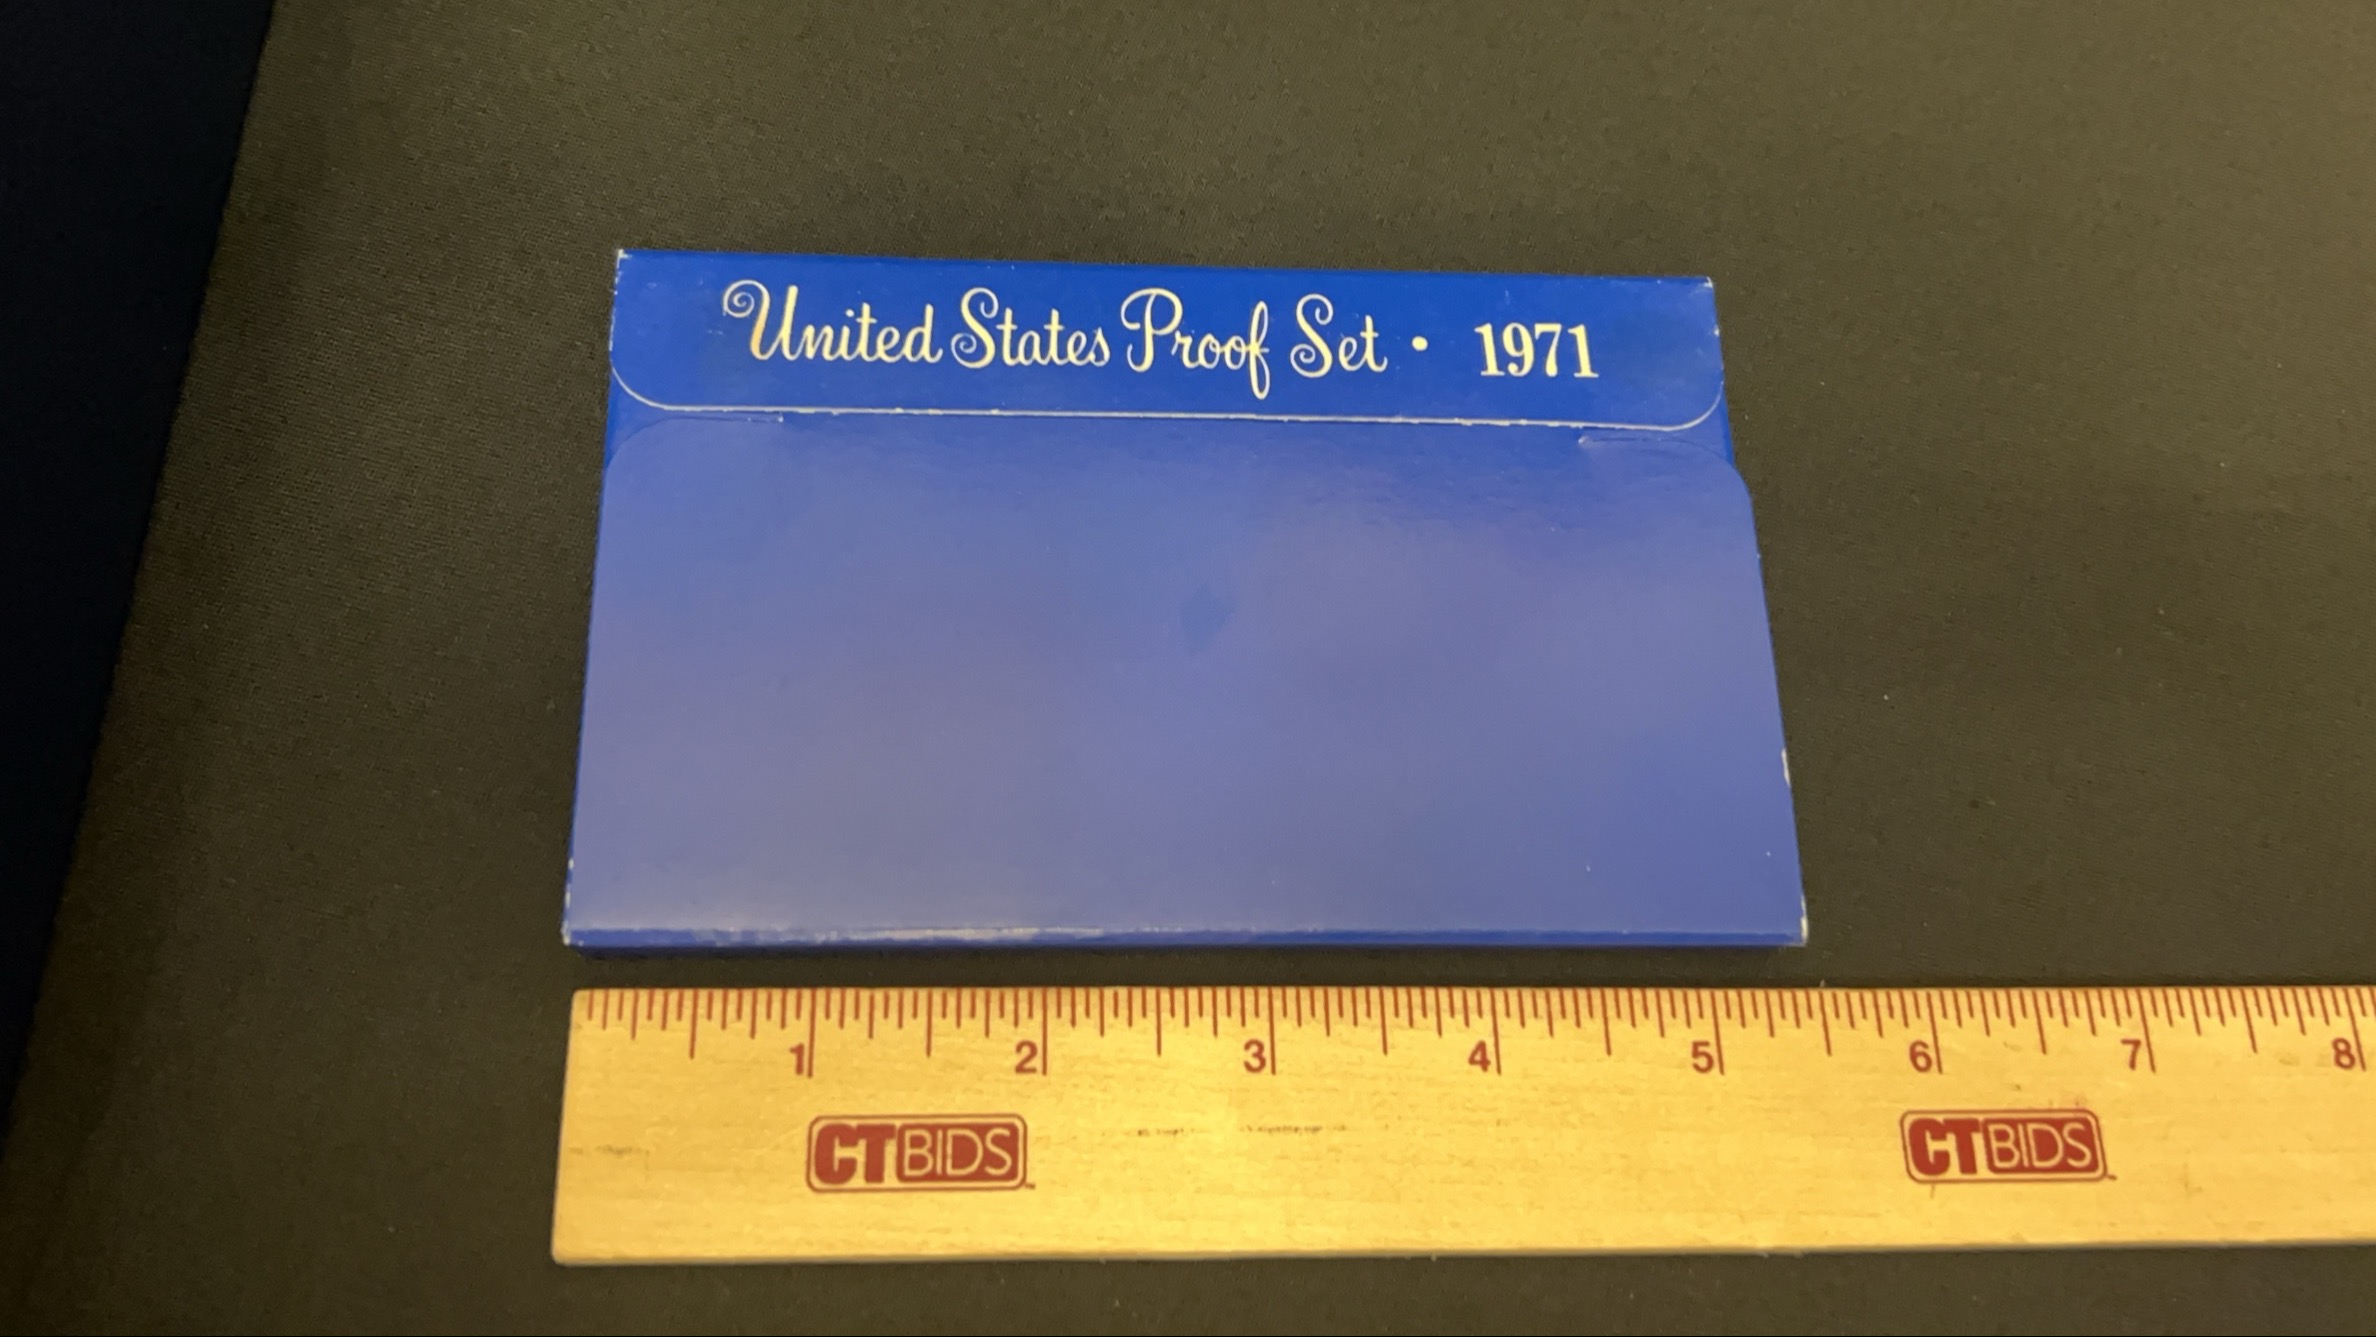 United States Proof Set • 1971
1 2 3 4 5 6 7 8
CTBIDS CTBIDS